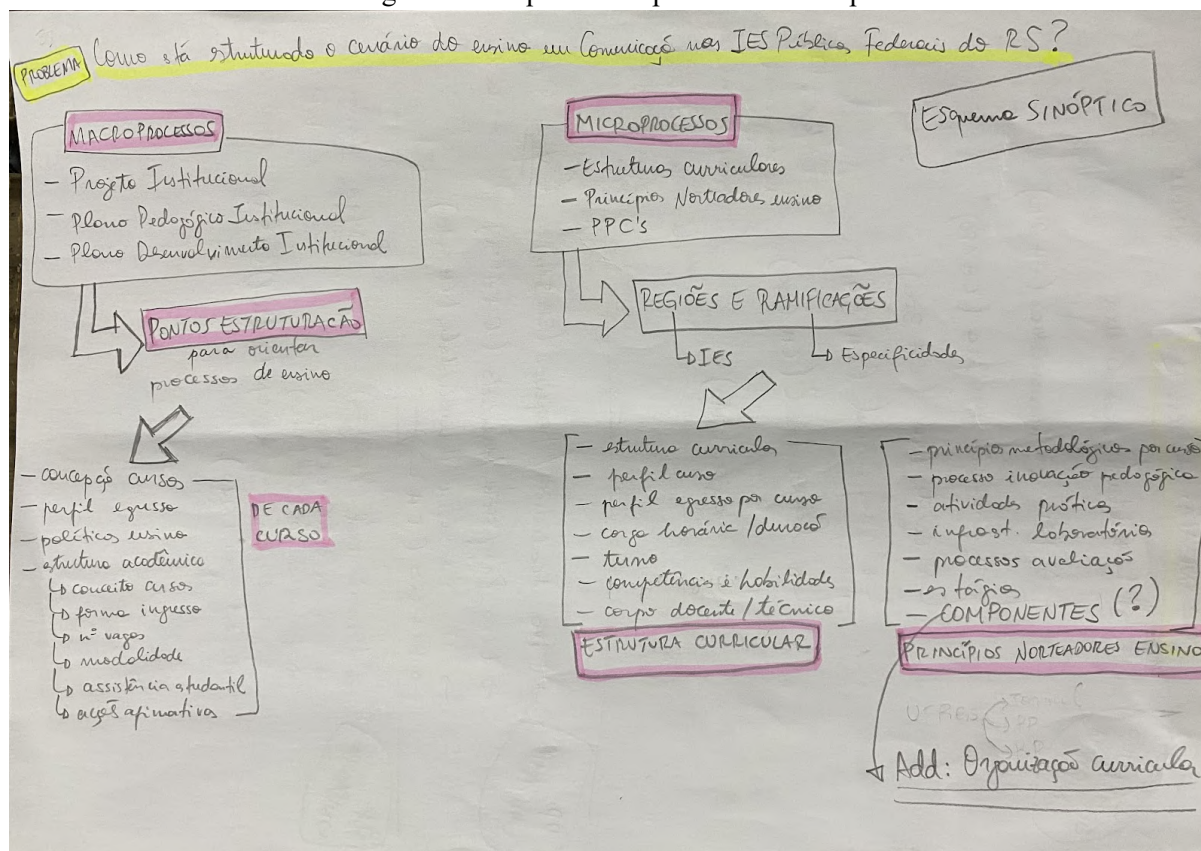 PROBLEMA Como stá estruturado o cenário do ensino em Comunicação nas IES Públicas Federais do RS?
Esquema SINÓPTICO
MACROPROCESSOS
- Projeto Institucional
- Plano Pedagógico Institucional
- Plano Desenvolvimento Institucional
PONTOS ESTRUTURAÇÃO
para orientar
processos de ensino
- concepção cursos
- perfil egresso
- políticas ensino
- estrutura acadêmica
conceito cursos
forma ingresso
nº vagas
modalidade
assistência estudantil
ações afirmativas
DE CADA
CURSO
MICROPROCESSOS
- Estruturas curriculares
- Princípios Norteadores ensino
- PPC's
REGIÕES E RAMIFICAÇÕES
IES
Especificidades
- estrutura curricular
- perfil curso
- perfil egresso por curso
- carga horária / duração
- turno
- competências e habilidades
- corpo docente / técnico
ESTRUTURA CURRICULAR
- princípios metodológicos por curso
- processo inovação pedagógica
- atividades práticas
- infraest. laboratórios
- processos avaliação
- estágios
- COMPONENTES (?)
PRINCÍPIOS NORTEADORES ENSINO
Add: Organização curricular